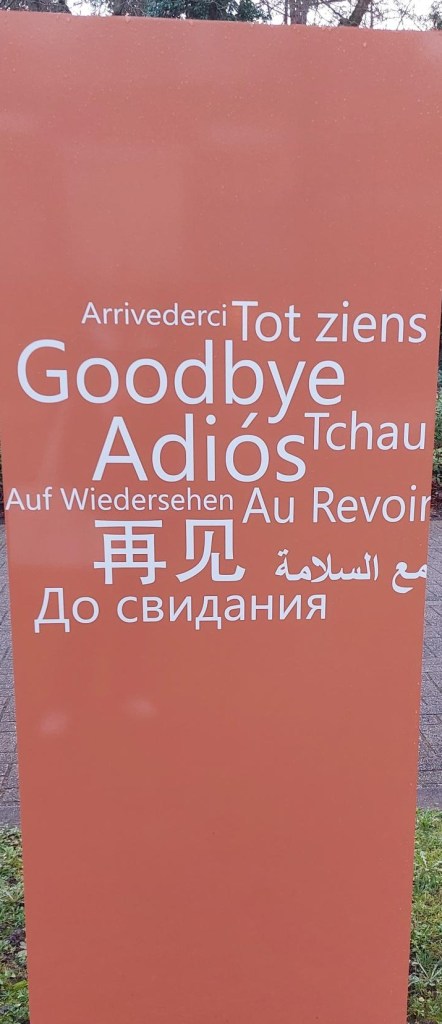 Arrivederci Tot ziens
Goodbye
Adiós Tchau
Auf Wiedersehen Au Revoir
再见 مع السلامة
До свидания